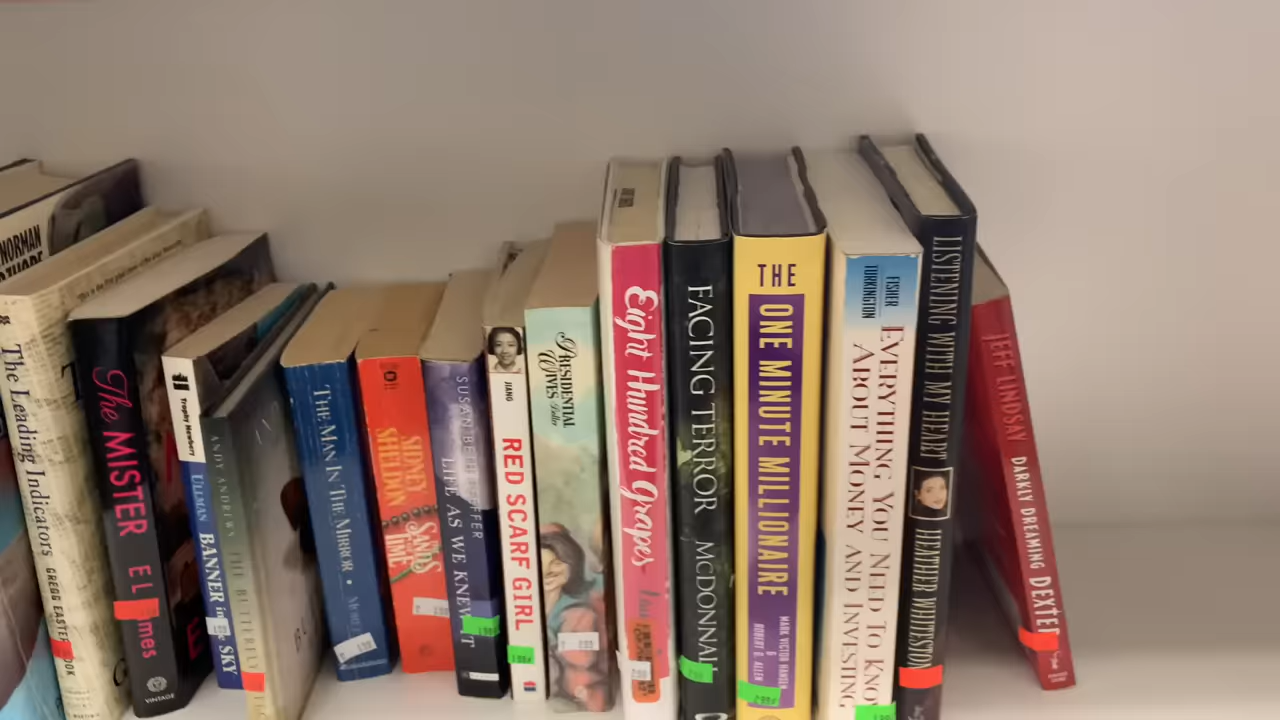 NORMAN
The Leading Indicators
GREGG EASTERBROOK
The MISTER
E L James
VINTAGE
Trophy Newbery
ULLMAN
BANNER in the SKY
ANDY ANDREWS THE BUTTERFLY
THE MAN IN THE MIRROR •
SIDNEY SHELDON
SANDS
TIME
SUSAN BETH PFEFFER
LIFE AS WE KNEW IT
JIANG
RED SCARF GIRL
PRESIDENTIAL WIVES
Eight Hundred Grapes
FACING TERROR MCDONNALL
THE
ONE MINUTE MILLIONAIRE
MARK VICTOR HANSEN
&
ROBERT G. ALLEN
FISHER
TURKINGTON
EVERYTHING YOU NEED TO KNOW
ABOUT MONEY AND INVESTING
LISTENING WITH MY HEART
HEATHER WHITESTONE
JEFF LINDSAY
DARKLY DREAMING DEXTER